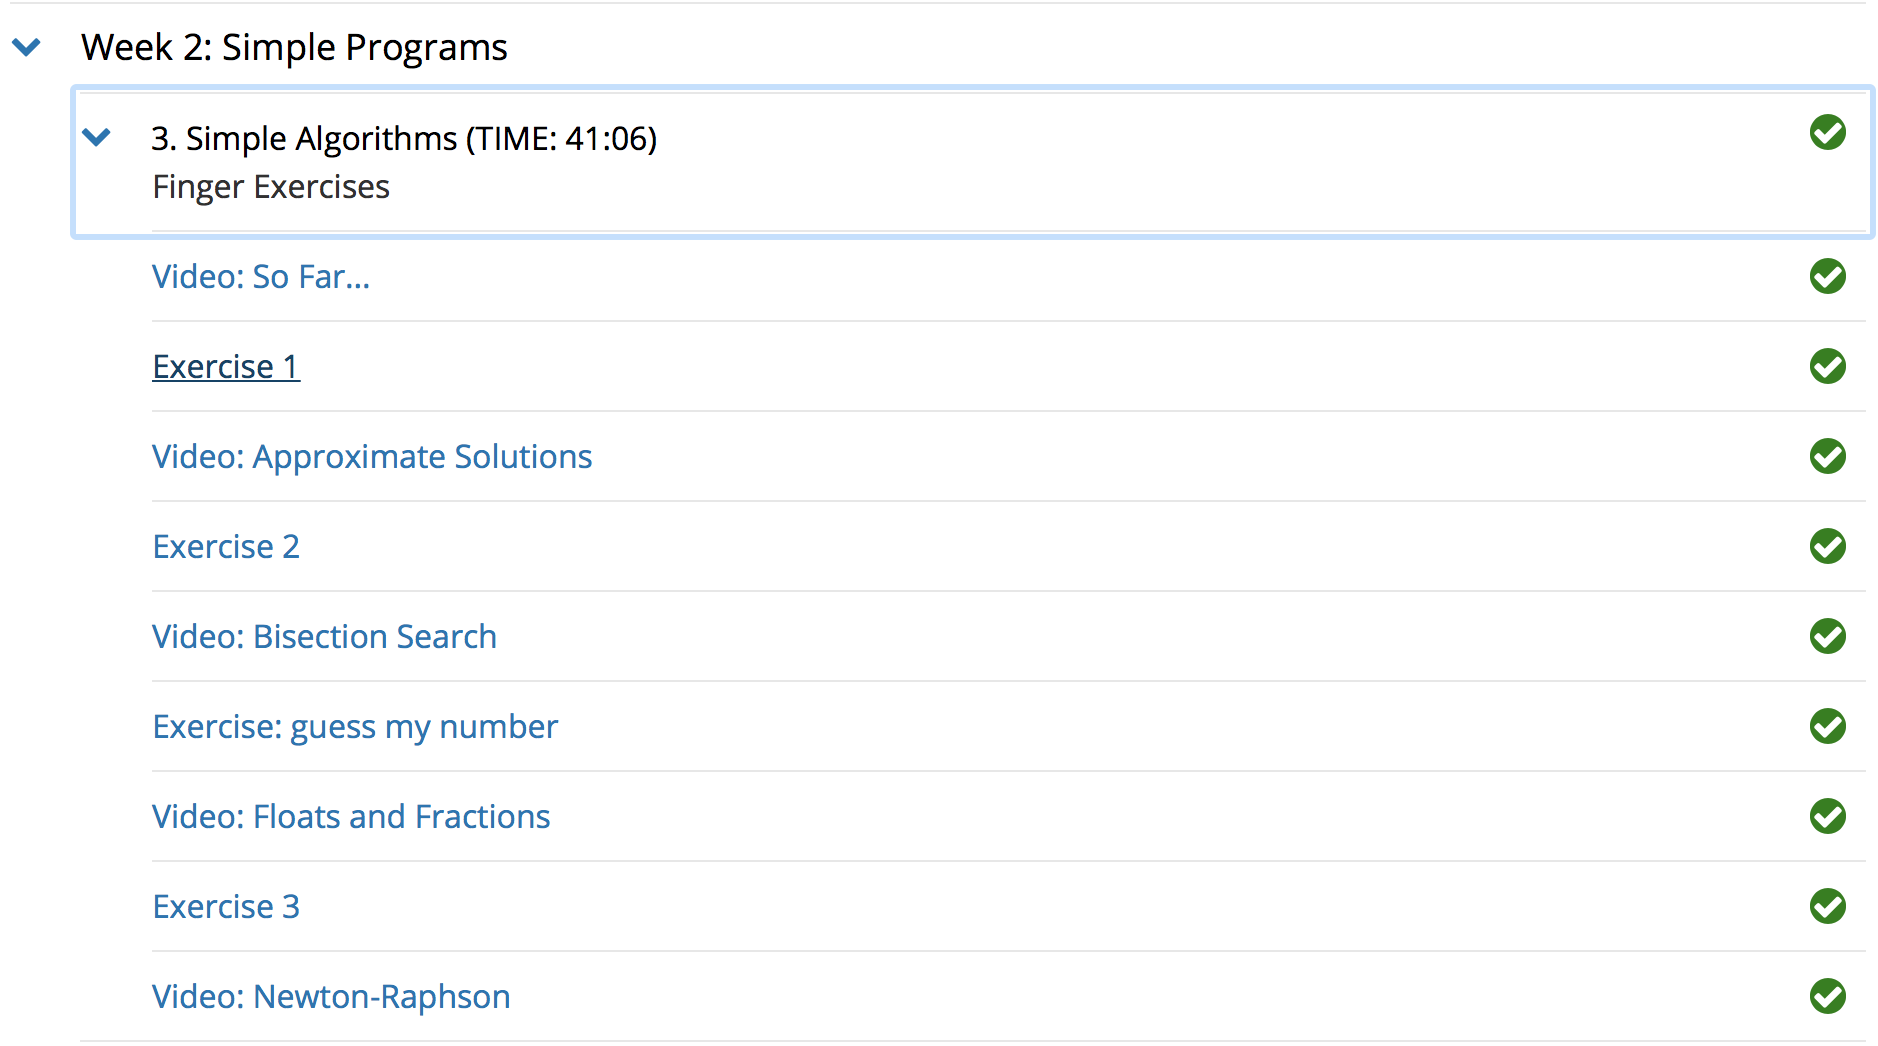 Week 2: Simple Programs
3. Simple Algorithms (TIME: 41:06)
Finger Exercises
Video: So Far...
Exercise 1
Video: Approximate Solutions
Exercise 2
Video: Bisection Search
Exercise: guess my number
Video: Floats and Fractions
Exercise 3
Video: Newton-Raphson